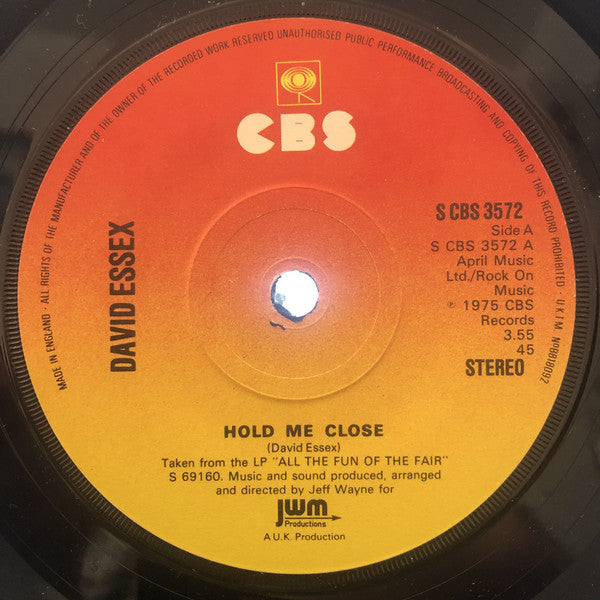 MADE IN ENGLAND · ALL RIGHTS OF THE MANUFACTURER AND OF THE OWNER OF THE RECORDED WORK RESERVED UNAUTHORISED PUBLIC PERFORMANCE BROADCASTING AND COPYING OF THIS RECORD PROHIBITED · U.K.I.M. Nº8818092
CBS
DAVID ESSEX
S CBS 3572
Side A
S CBS 3572 A
April Music
Ltd./Rock On
Music
℗ 1975 CBS
Records
3.55
45
STEREO
HOLD ME CLOSE
(David Essex)
Taken from the LP "ALL THE FUN OF THE FAIR"
S 69160. Music and sound produced, arranged
and directed by Jeff Wayne for
jwm
Productions
A U.K. Production